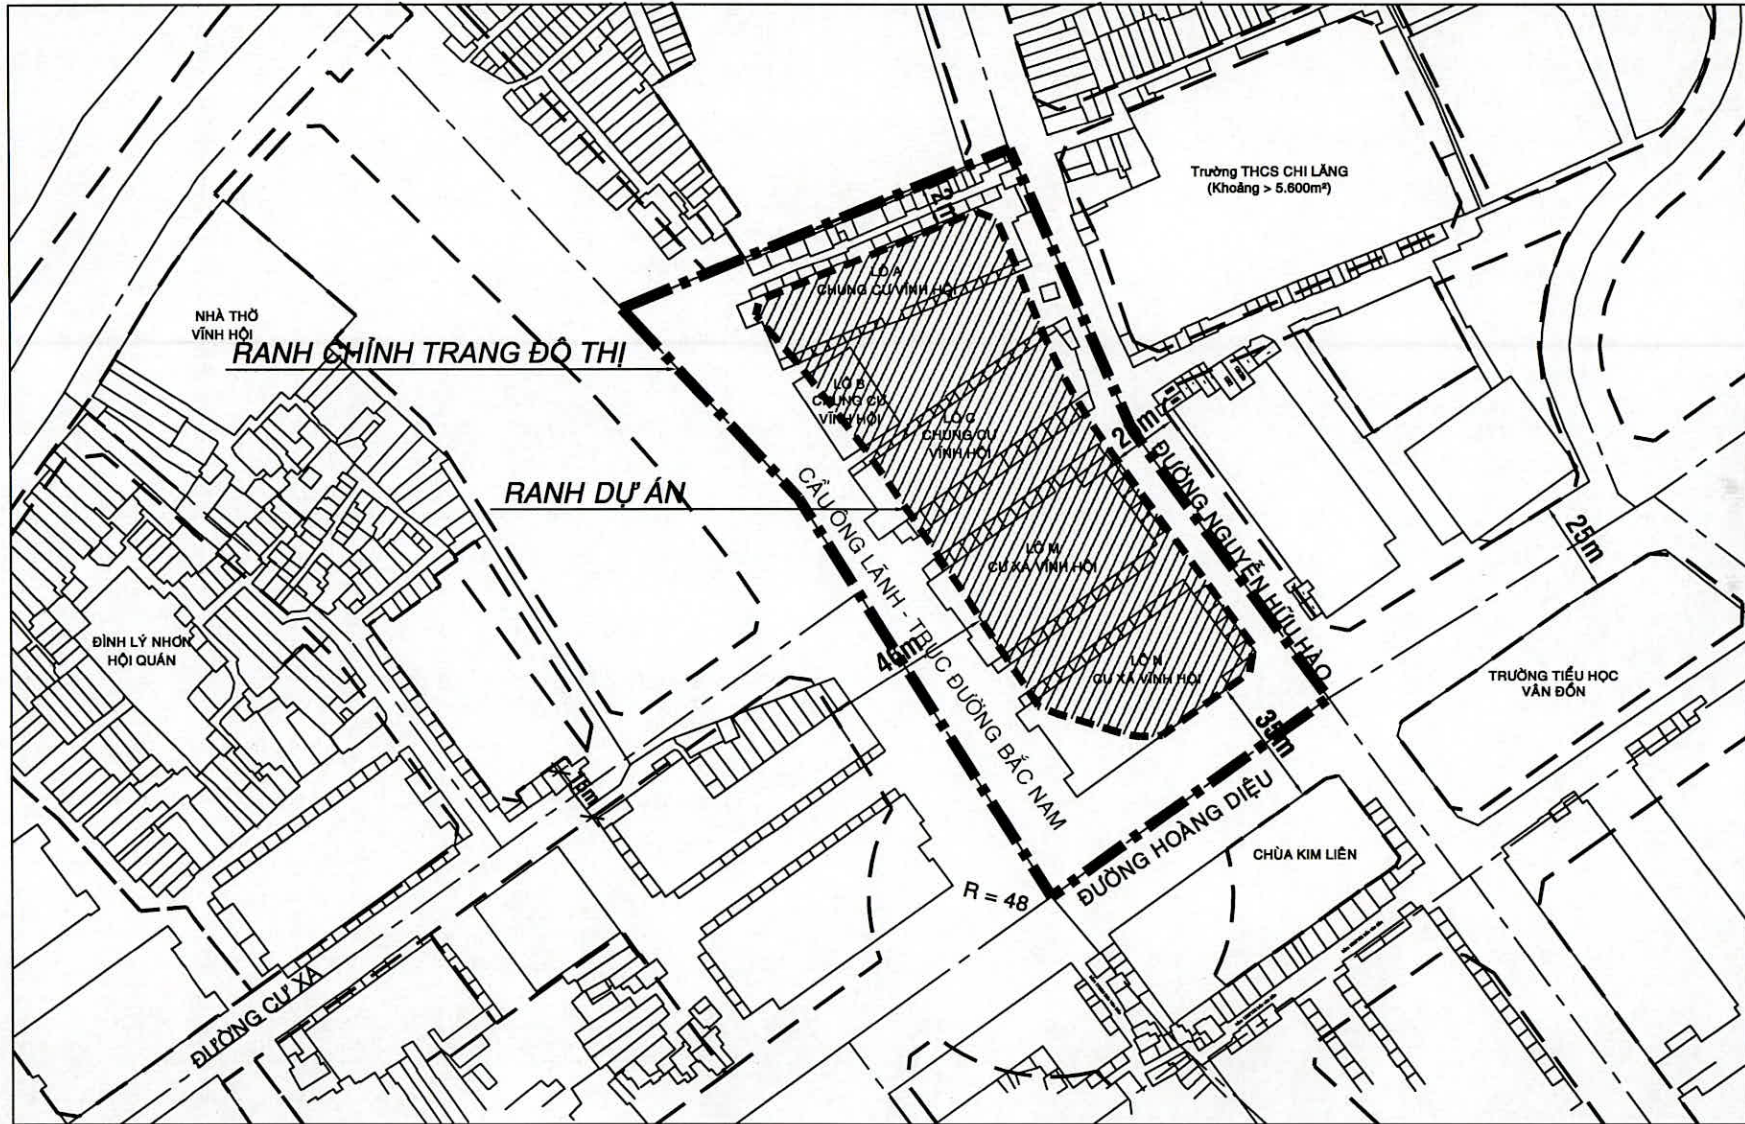 Trường THCS CHI LĂNG
(Khoảng > 5.600m²)
12m
LÔ A
CHUNG CƯ VĨNH HỘI
NHÀ THỜ
VĨNH HỘI
RANH CHỈNH TRANG ĐÔ THỊ
LÔ B
CHUNG CƯ
VĨNH HỘI
LÔ C
CHUNG CƯ
VĨNH HỘI
ĐƯỜNG NGUYỄN HỮU HÀO
RANH DỰ ÁN
CẦU ÔNG LÃNH - TRỤC ĐƯỜNG BẮC NAM
25m
LÔ M
CƯ XÁ VĨNH HỘI
46m
ĐÌNH LÝ NHƠN
HỘI QUÁN
LÔ N
CƯ XÁ VĨNH HỘI
TRƯỜNG TIỂU HỌC
VÂN ĐỒN
35m
ĐƯỜNG HOÀNG DIỆU
CHÙA KIM LIÊN
R = 48
ĐƯỜNG CƯ XÁ